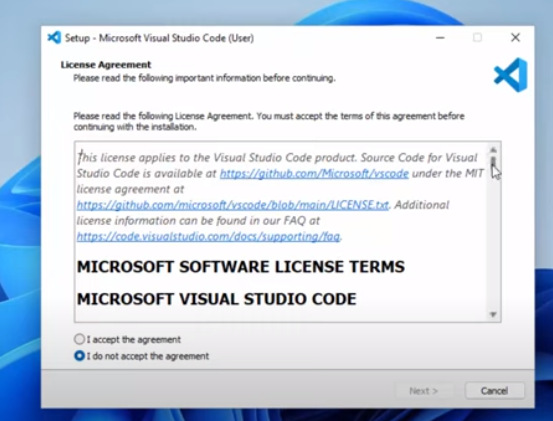 Setup - Microsoft Visual Studio Code (User)
License Agreement
Please read the following important information before continuing.
Please read the following License Agreement. You must accept the terms of this agreement before
continuing with the installation.
This license applies to the Visual Studio Code product. Source Code for Visual
Studio Code is available at https://github.com/Microsoft/vscode under the MIT
license agreement at
https://github.com/microsoft/vscode/blob/main/LICENSE.txt. Additional
license information can be found in our FAQ at
https://code.visualstudio.com/docs/supporting/faq.
MICROSOFT SOFTWARE LICENSE TERMS
MICROSOFT VISUAL STUDIO CODE
I accept the agreement
I do not accept the agreement
Next >
Cancel